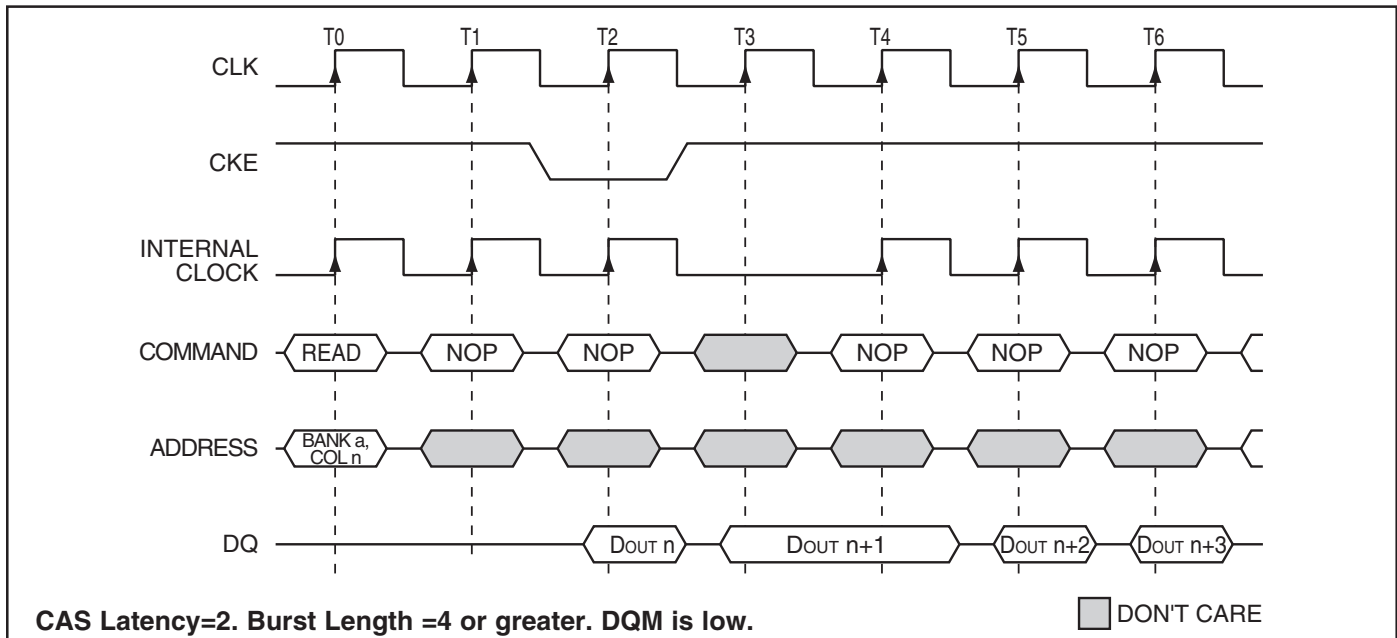 T0 T1 T2 T3 T4 T5 T6
CLK
CKE
INTERNAL
CLOCK
COMMAND READ NOP NOP NOP NOP NOP
ADDRESS BANK a,
COL n
DQ DOUT n DOUT n+1 DOUT n+2 DOUT n+3
CAS Latency=2. Burst Length =4 or greater. DQM is low. DON'T CARE